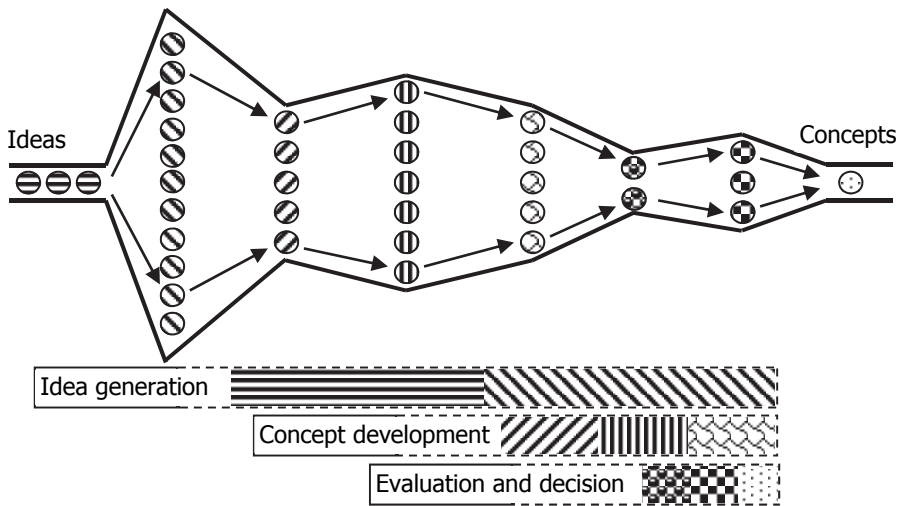 Ideas
Concepts
Idea generation
Concept development
Evaluation and decision